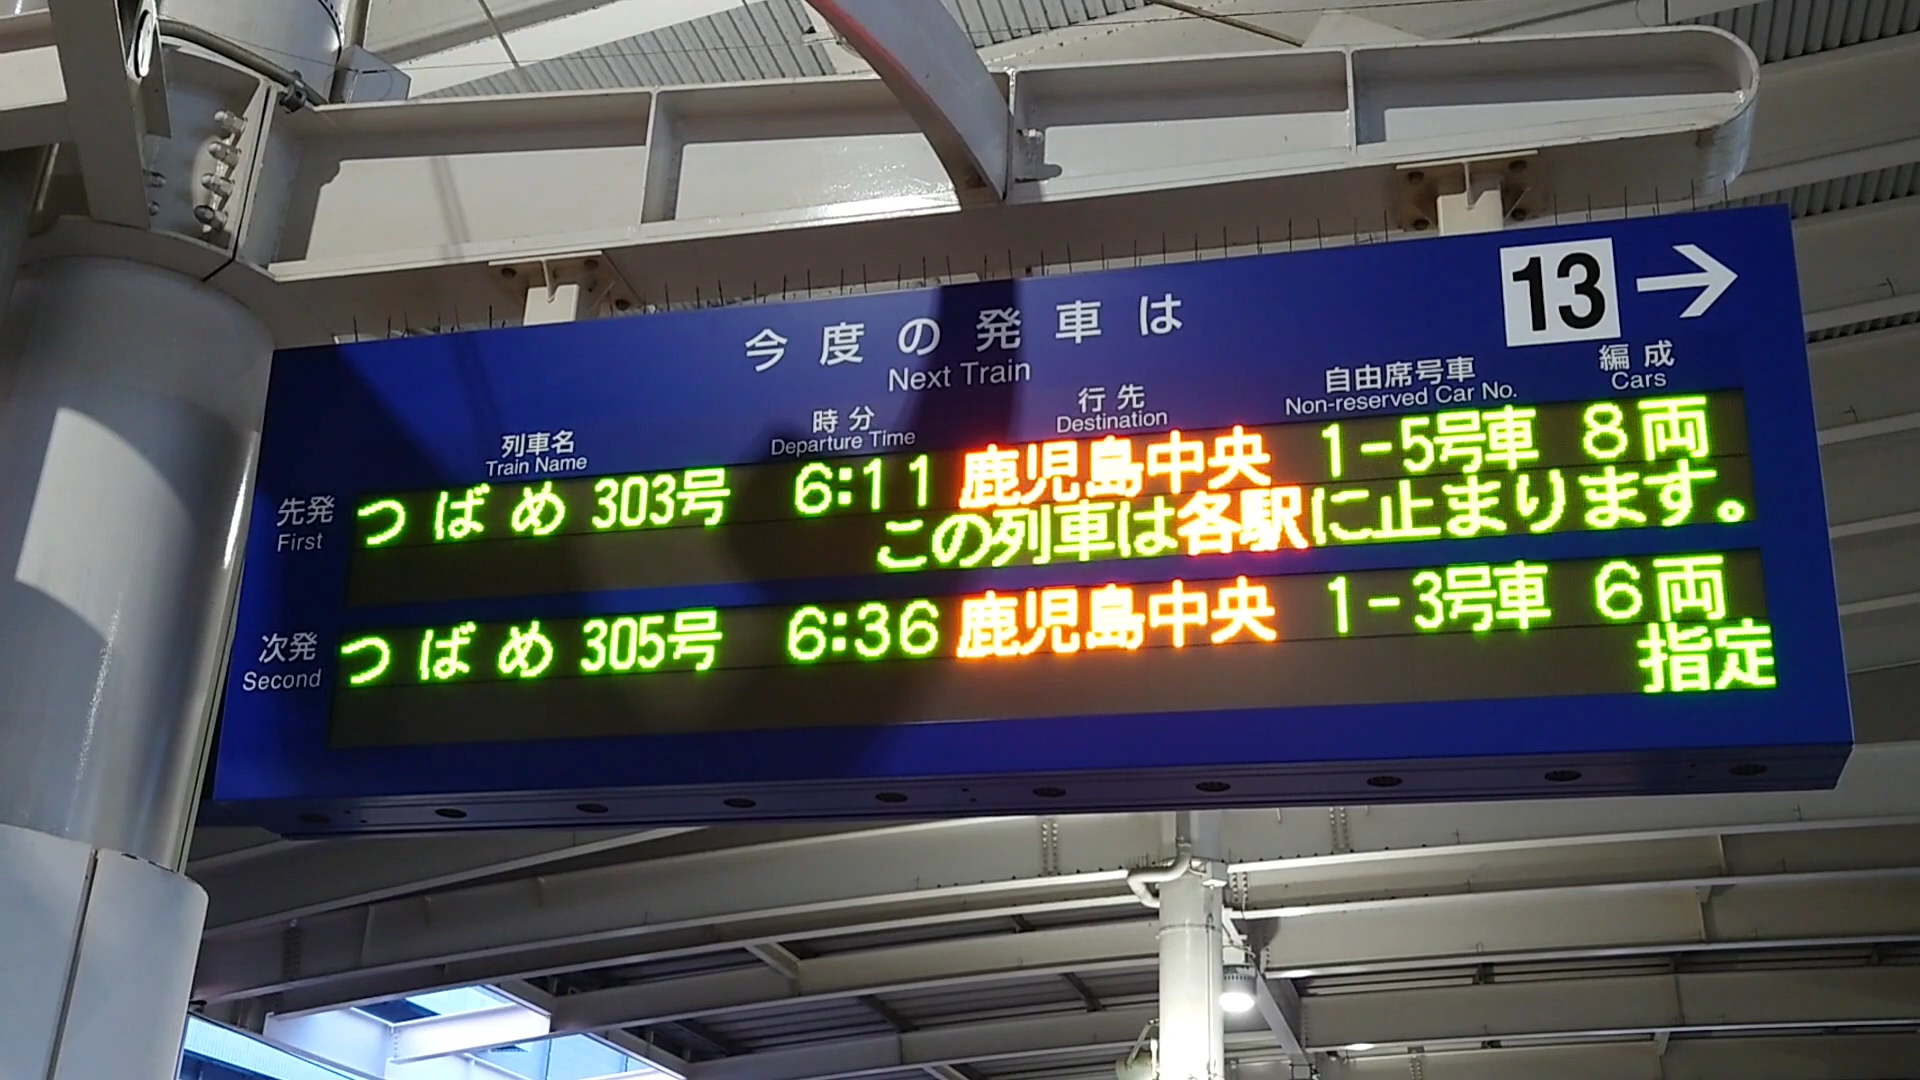 13 →
今度の発車は
Next Train
列車名 時分 行先 自由席号車 編成
Train Name Departure Time Destination Non-reserved Car No. Cars
先発 つばめ 303号 6:11 鹿児島中央 1-5号車 8両
First この列車は各駅に止まります。
次発 つばめ 305号 6:36 鹿児島中央 1-3号車 6両
Second 指定